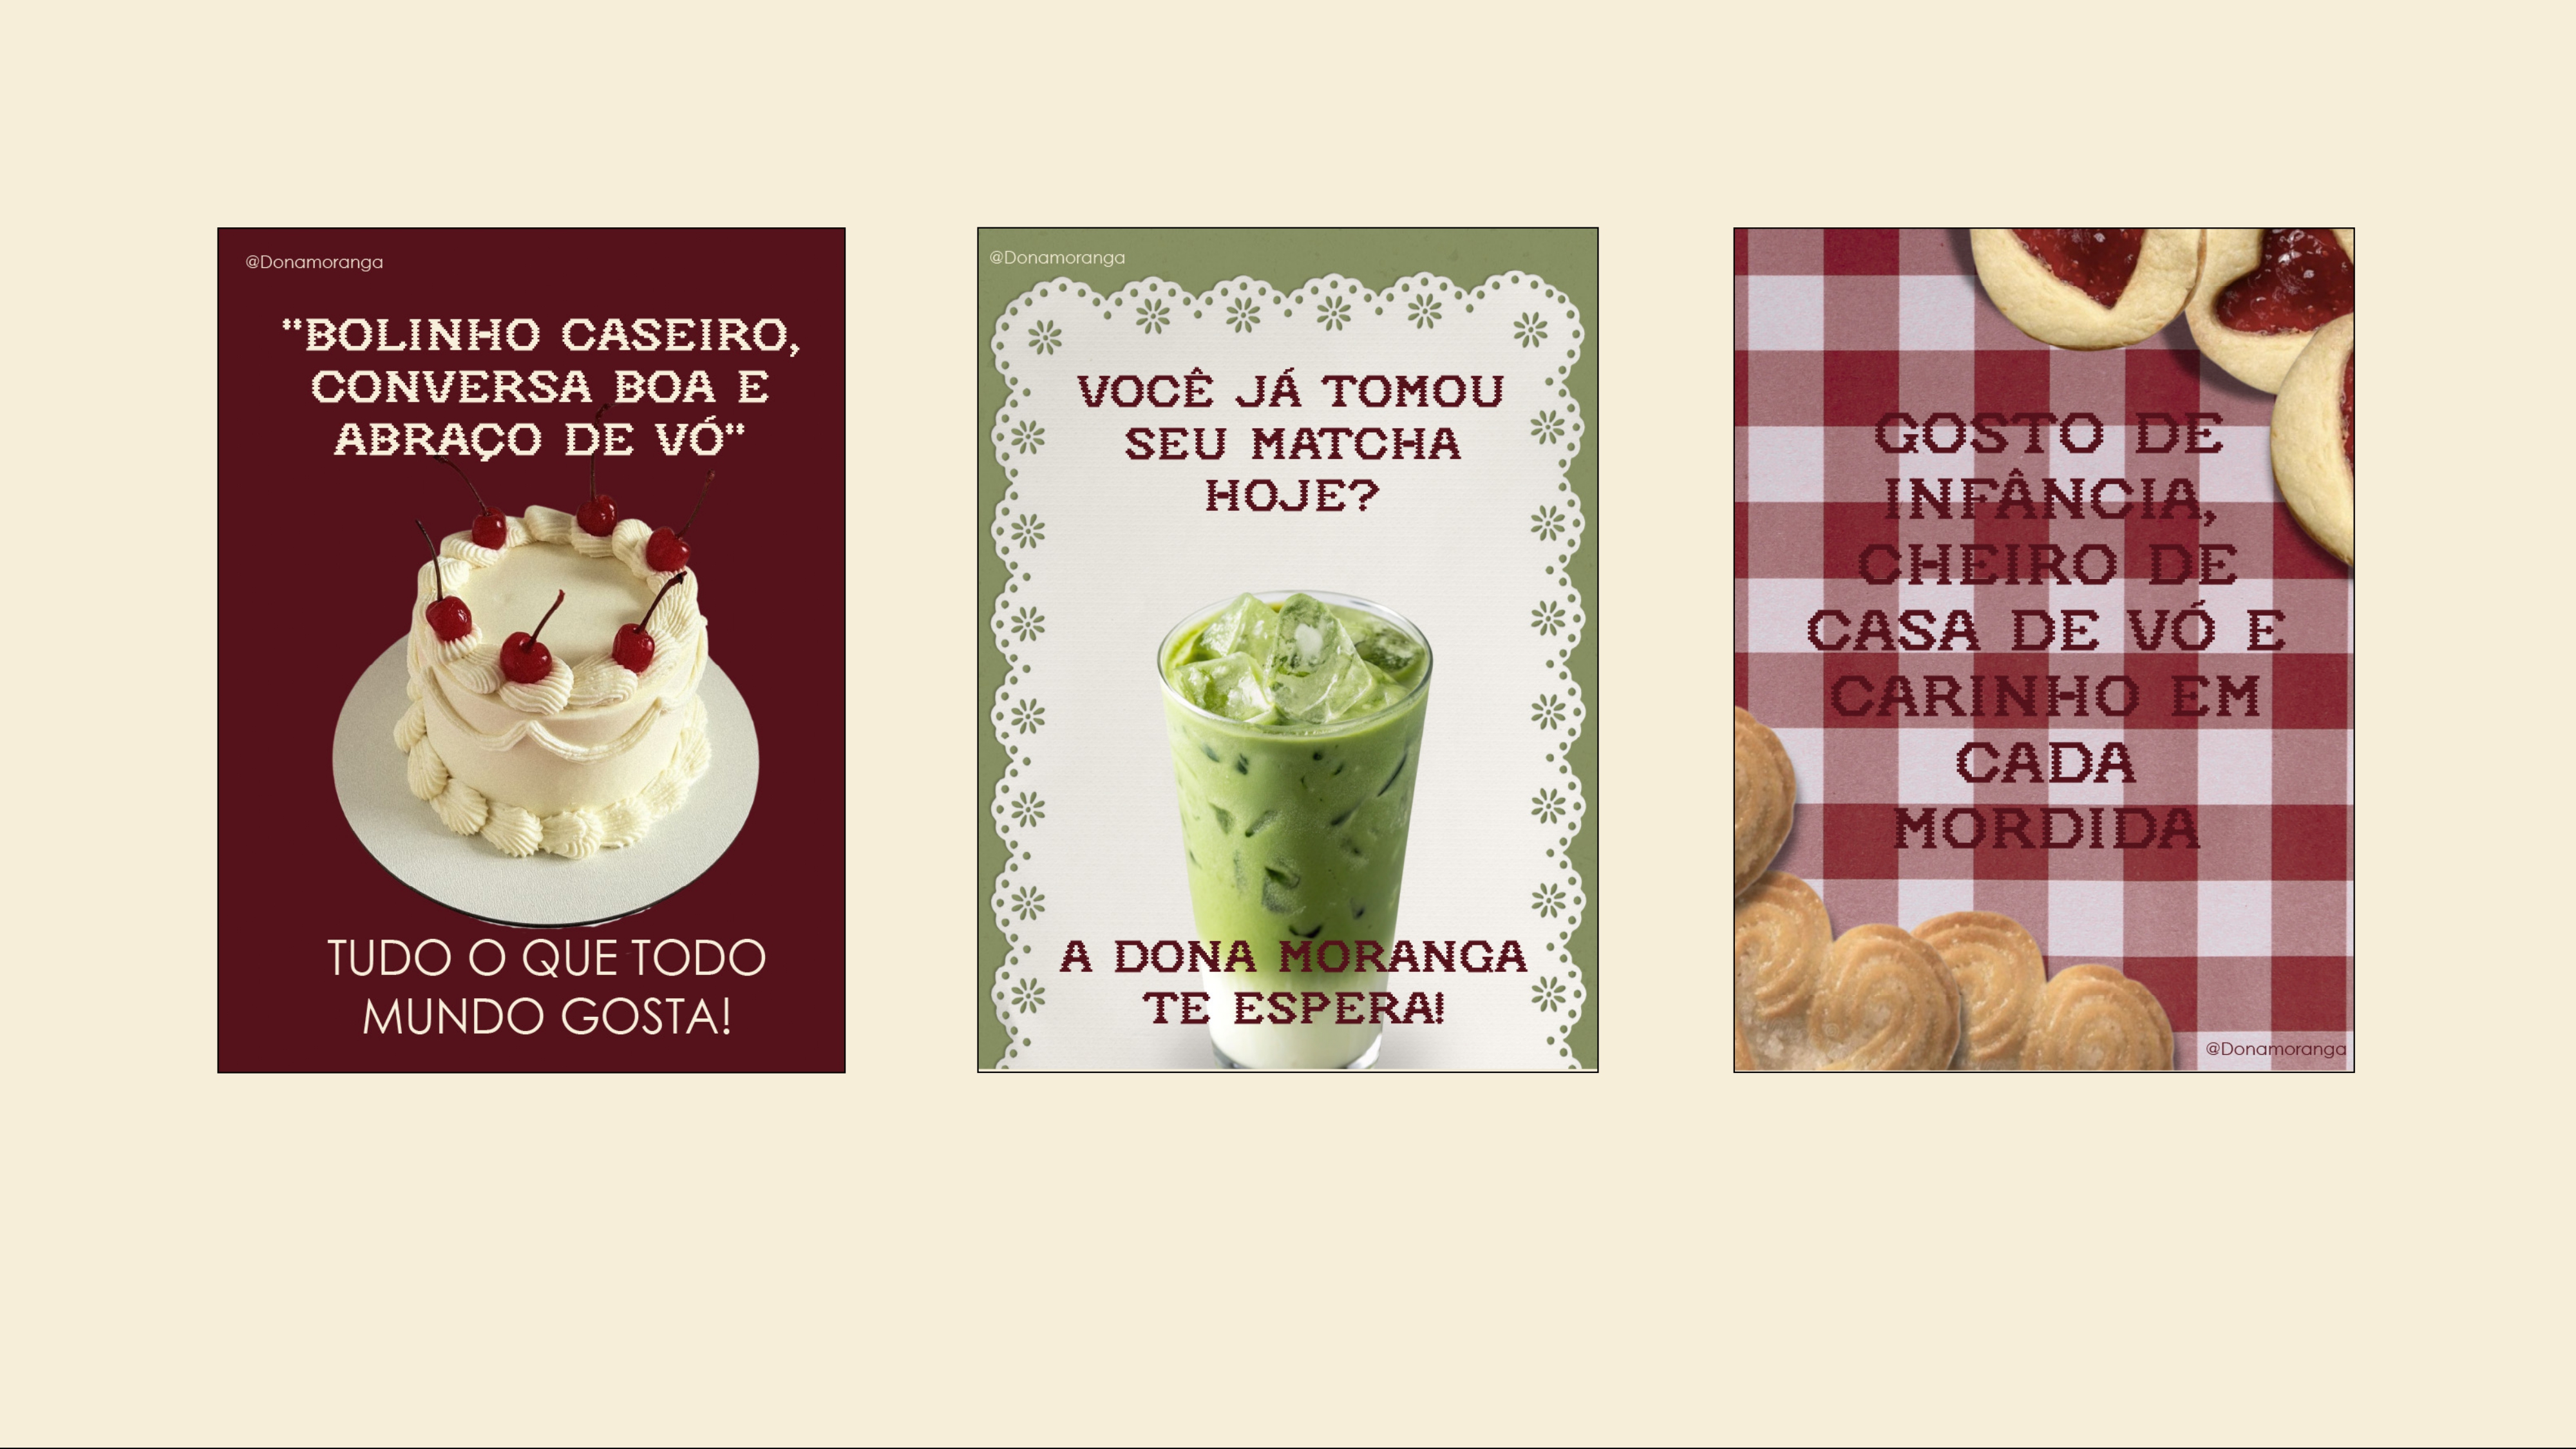 @Donamoranga
"BOLINHO CASEIRO,
CONVERSA BOA E
ABRAÇO DE VÓ"
TUDO O QUE TODO
MUNDO GOSTA!
@Donamoranga
VOCÊ JÁ TOMOU
SEU MATCHA
HOJE?
A DONA MORANGA
TE ESPERA!
GOSTO DE
INFÂNCIA,
CHEIRO DE
CASA DE VÓ E
CARINHO EM
CADA
MORDIDA
@Donamoranga